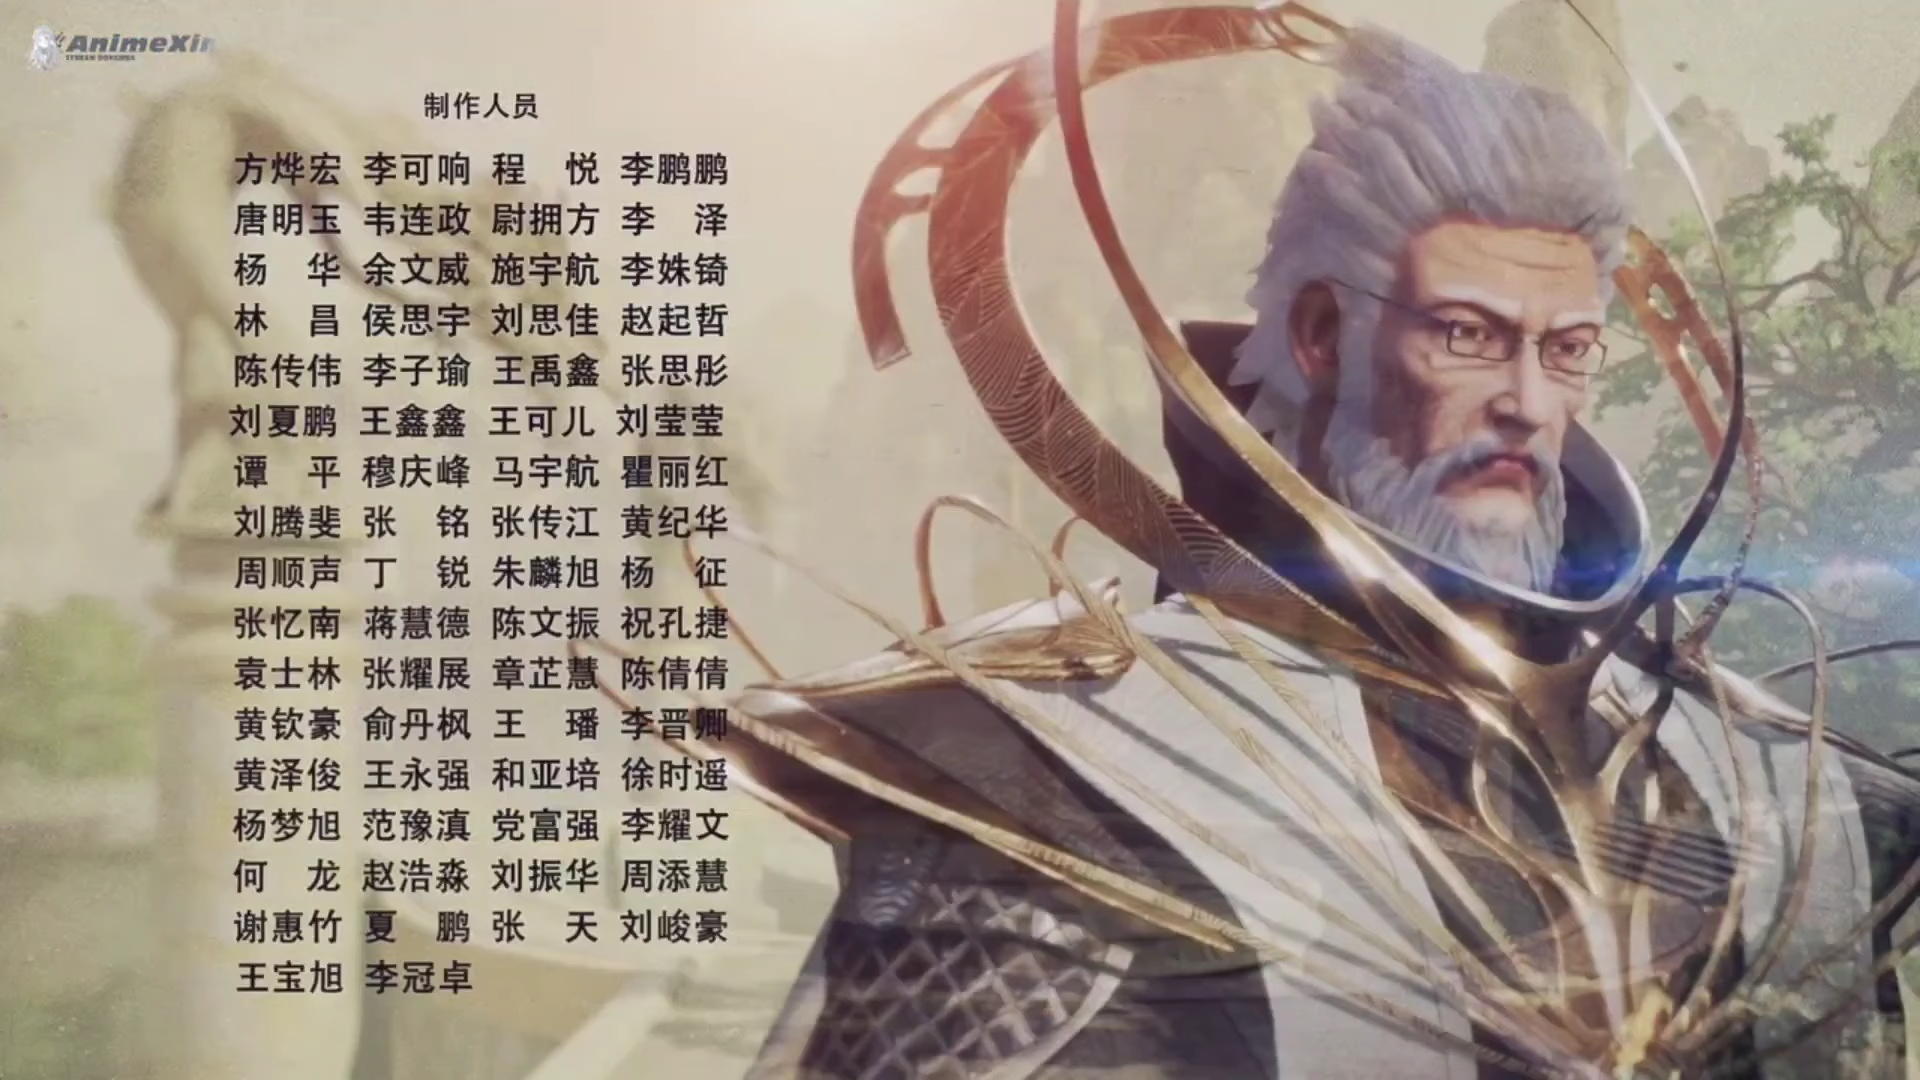 AnimeXin
STREAM DONGHUA
制作人员
方烨宏 李可响 程　悦 李鹏鹏
唐明玉 韦连政 尉拥方 李　泽
杨　华 余文威 施宇航 李姝锜
林　昌 侯思宇 刘思佳 赵起哲
陈传伟 李子瑜 王禹鑫 张思彤
刘夏鹏 王鑫鑫 王可儿 刘莹莹
谭　平 穆庆峰 马宇航 瞿丽红
刘腾斐 张　铭 张传江 黄纪华
周顺声 丁　锐 朱麟旭 杨　征
张忆南 蒋慧德 陈文振 祝孔捷
袁士林 张耀展 章芷慧 陈倩倩
黄钦豪 俞丹枫 王　璠 李晋卿
黄泽俊 王永强 和亚培 徐时遥
杨梦旭 范豫滇 党富强 李耀文
何　龙 赵浩淼 刘振华 周添慧
谢惠竹 夏　鹏 张　天 刘峻豪
王宝旭 李冠卓